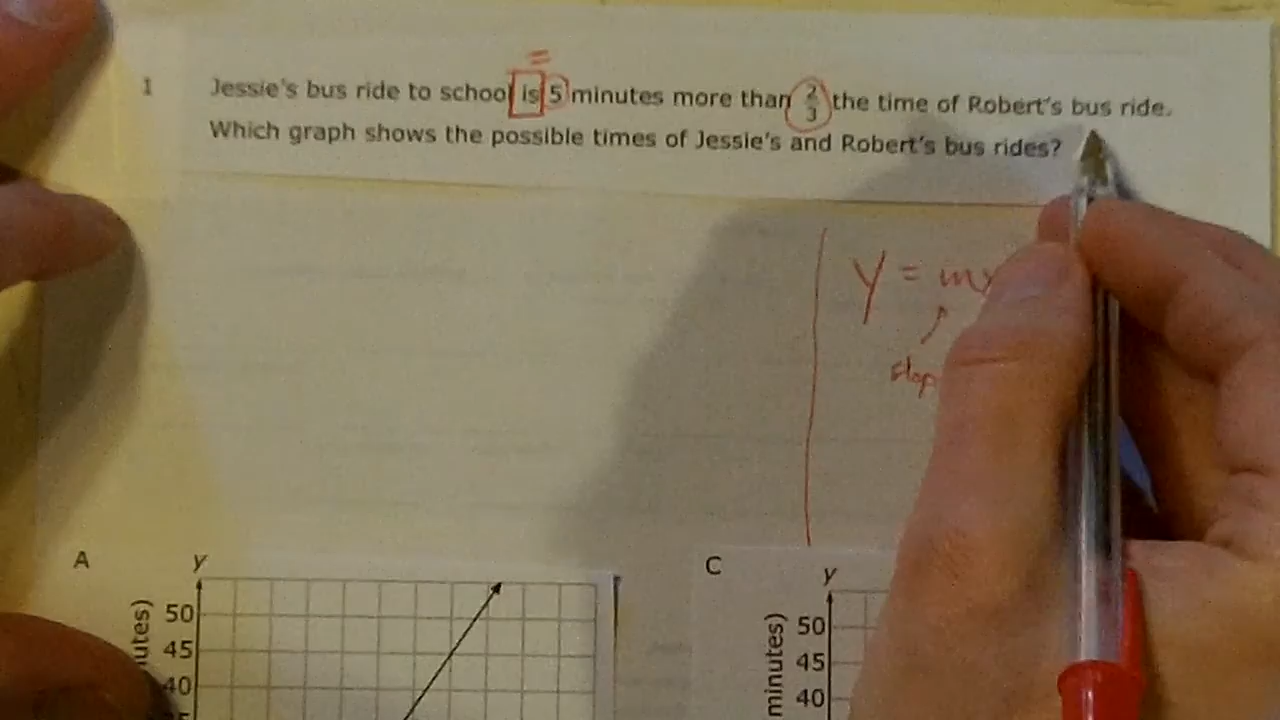 =
1 Jessie's bus ride to school is 5 minutes more than 2/3 the time of Robert's bus ride.
Which graph shows the possible times of Jessie's and Robert's bus rides?
y = m
A
y
50
45
40
C
y
minutes)
50
45
40